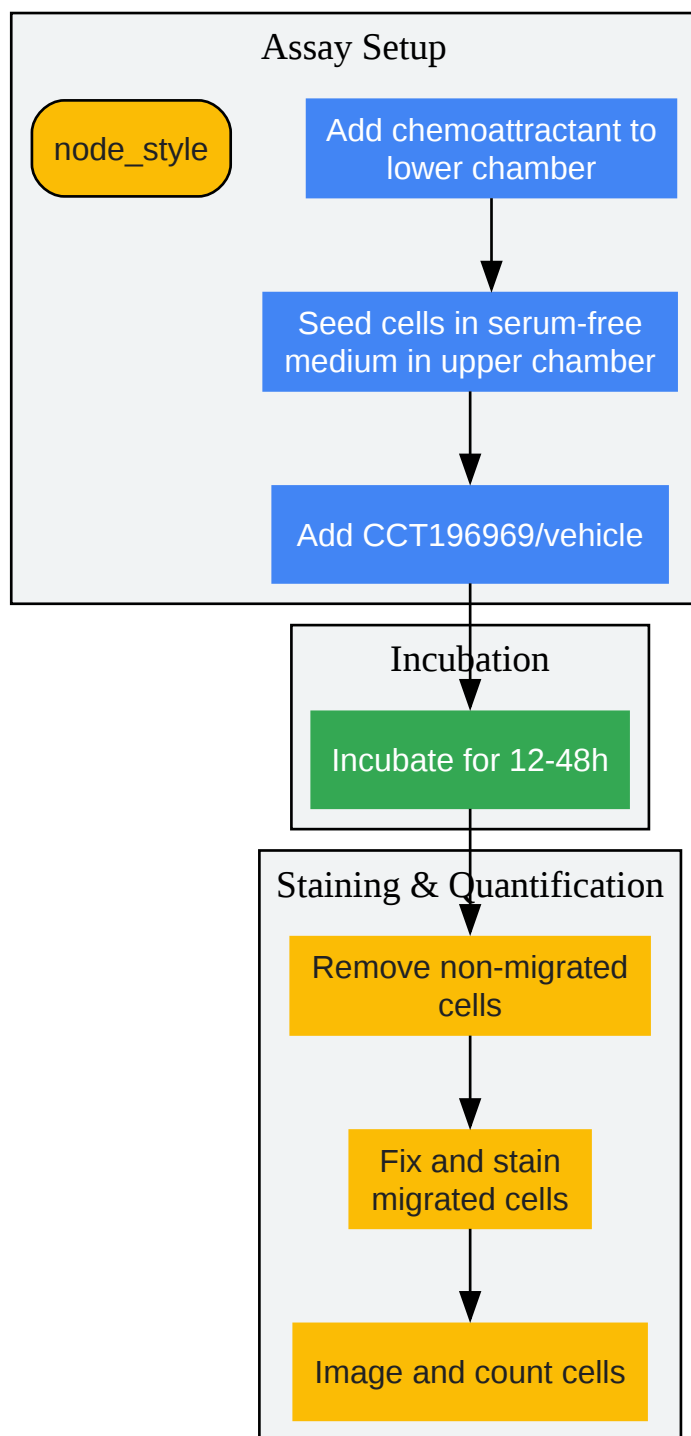 Assay Setup
node_style
Add chemoattractant to
lower chamber
Seed cells in serum-free
medium in upper chamber
Add CCT196969/vehicle
Incubation
Incubate for 12-48h
Staining & Quantification
Remove non-migrated
cells
Fix and stain
migrated cells
Image and count cells